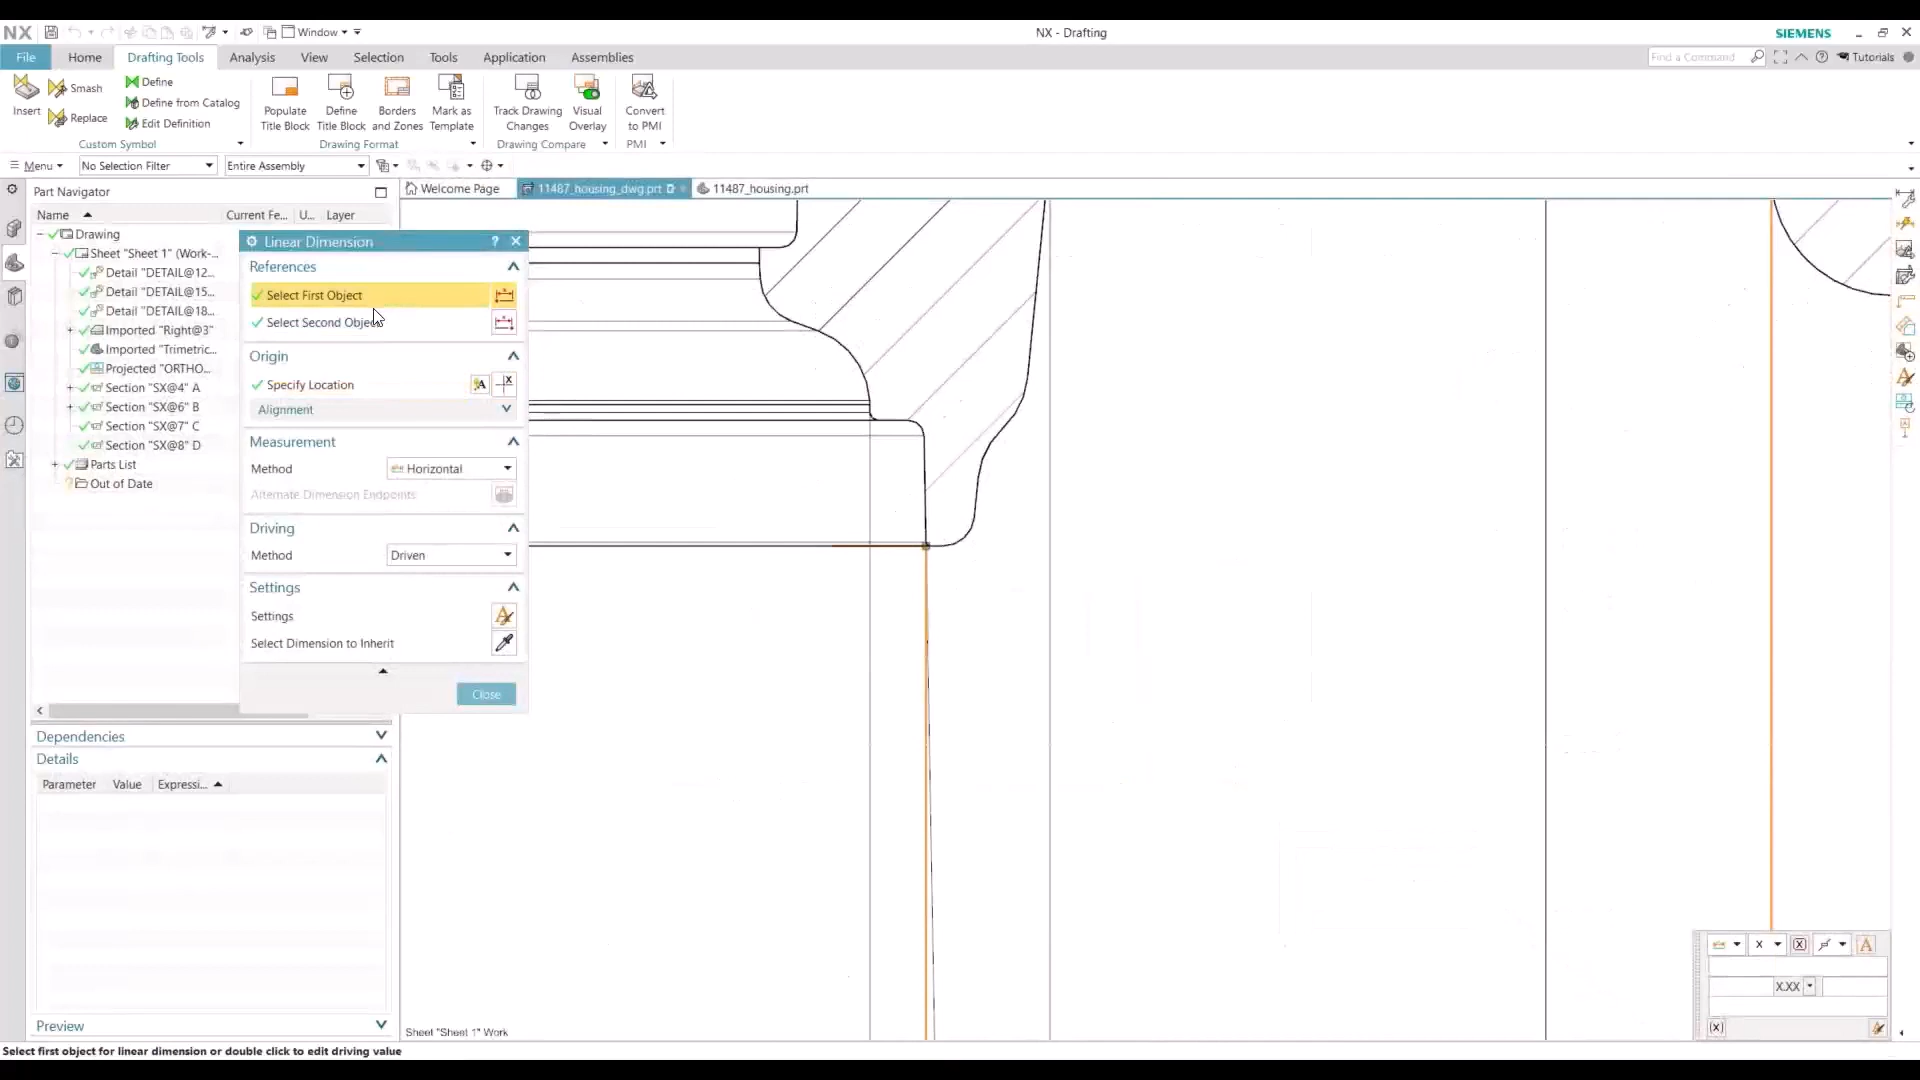 NX Window NX - Drafting SIEMENS
File Home Drafting Tools Analysis View Selection Tools Application Assemblies Find a Command Tutorials
Insert Smash Replace
Define
Define from Catalog
Edit Definition
Custom Symbol
Populate Title Block
Define Title Block
Borders and Zones
Mark as Template
Drawing Format
Track Drawing Changes
Visual Overlay
Drawing Compare
Convert to PMI
PMI
Menu No Selection Filter Entire Assembly
Part Navigator
Welcome Page 11487_housing_dwg.prt 11487_housing.prt
Name Current Fe... U... Layer
Drawing
Sheet "Sheet 1" (Work-...
Detail "DETAIL@12...
Detail "DETAIL@15...
Detail "DETAIL@18...
Imported "Right@3"
Imported "Trimetric...
Projected "ORTHO...
Section "SX@4" A
Section "SX@6" B
Section "SX@7" C
Section "SX@8" D
Parts List
Out of Date
Linear Dimension ?
References
Select First Object
Select Second Object
Origin
Specify Location
Alignment
Measurement
Method Horizontal
Alternate Dimension Endpoints
Driving
Method Driven
Settings
Settings
Select Dimension to Inherit
Close
Dependencies
Details
Parameter Value Expressi...
Preview
Sheet "Sheet 1" Work
X.XX
(x)
Select first object for linear dimension or double click to edit driving value